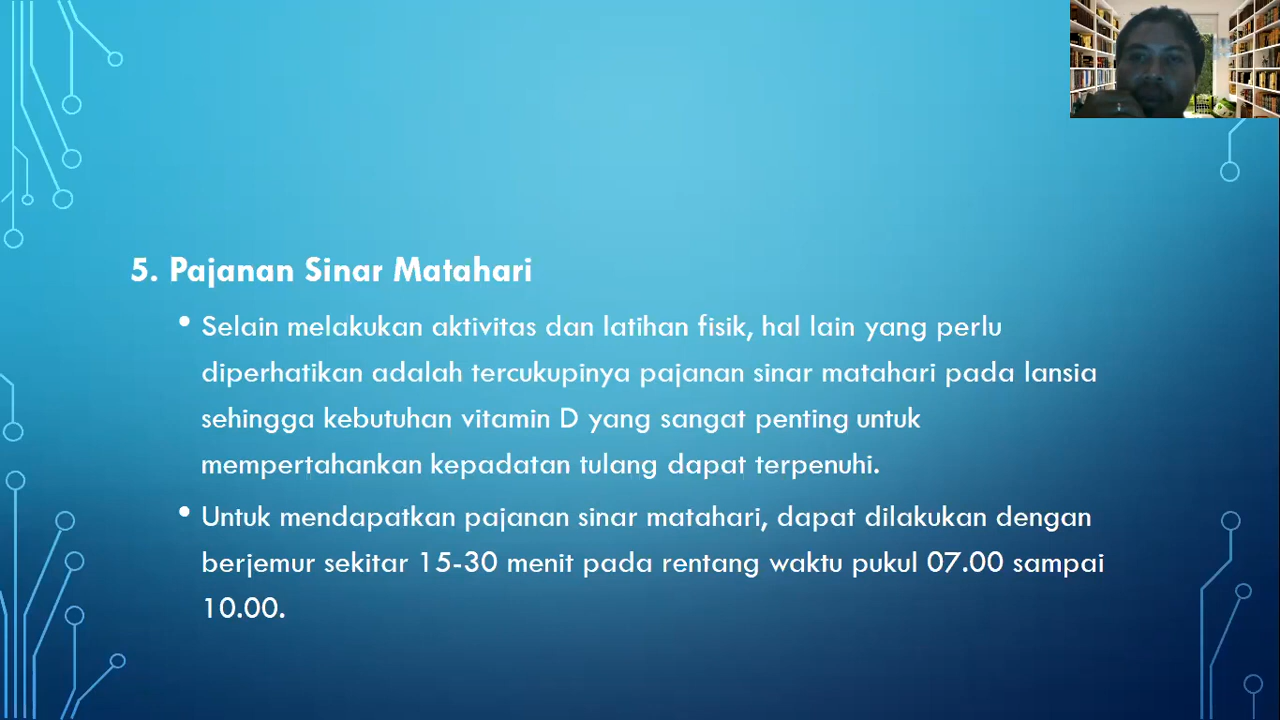 5. Pajanan Sinar Matahari
• Selain melakukan aktivitas dan latihan fisik, hal lain yang perlu
diperhatikan adalah tercukupinya pajanan sinar matahari pada lansia
sehingga kebutuhan vitamin D yang sangat penting untuk
mempertahankan kepadatan tulang dapat terpenuhi.
• Untuk mendapatkan pajanan sinar matahari, dapat dilakukan dengan
berjemur sekitar 15-30 menit pada rentang waktu pukul 07.00 sampai
10.00.